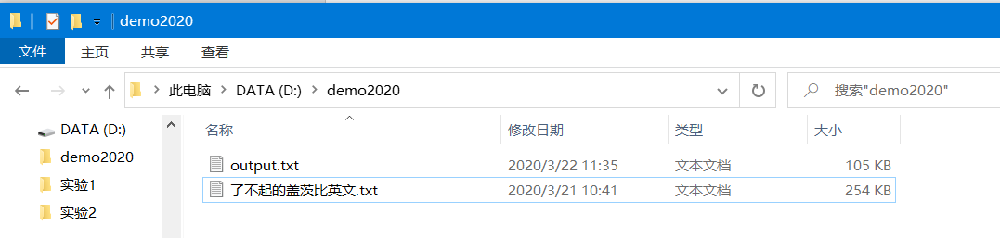 demo2020
文件 主页 共享 查看
此电脑 DATA (D:) demo2020 搜索"demo2020"
DATA (D:) 名称 修改日期 类型 大小
demo2020 output.txt 2020/3/22 11:35 文本文档 105 KB
实验1 了不起的盖茨比英文.txt 2020/3/21 10:41 文本文档 254 KB
实验2